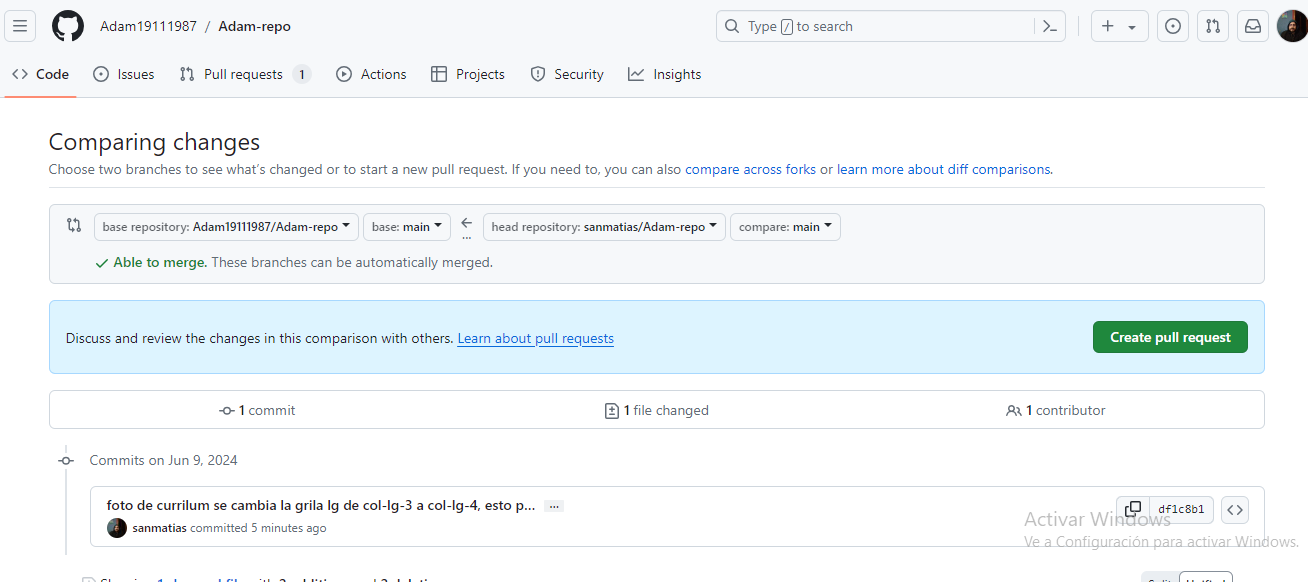 Adam19111987 / Adam-repo
Type / to search
Code Issues Pull requests 1 Actions Projects Security Insights
Comparing changes
Choose two branches to see what's changed or to start a new pull request. If you need to, you can also compare across forks or learn more about diff comparisons.
base repository: Adam19111987/Adam-repo base: main ← ... head repository: sanmatias/Adam-repo compare: main
Able to merge. These branches can be automatically merged.
Discuss and review the changes in this comparison with others. Learn about pull requests
Create pull request
1 commit 1 file changed 1 contributor
Commits on Jun 9, 2024
foto de currilum se cambia la grila lg de col-lg-3 a col-lg-4, esto p... ...
df1c8b1
sanmatias committed 5 minutes ago
Activar Windows
Ve a Configuración para activar Windows.